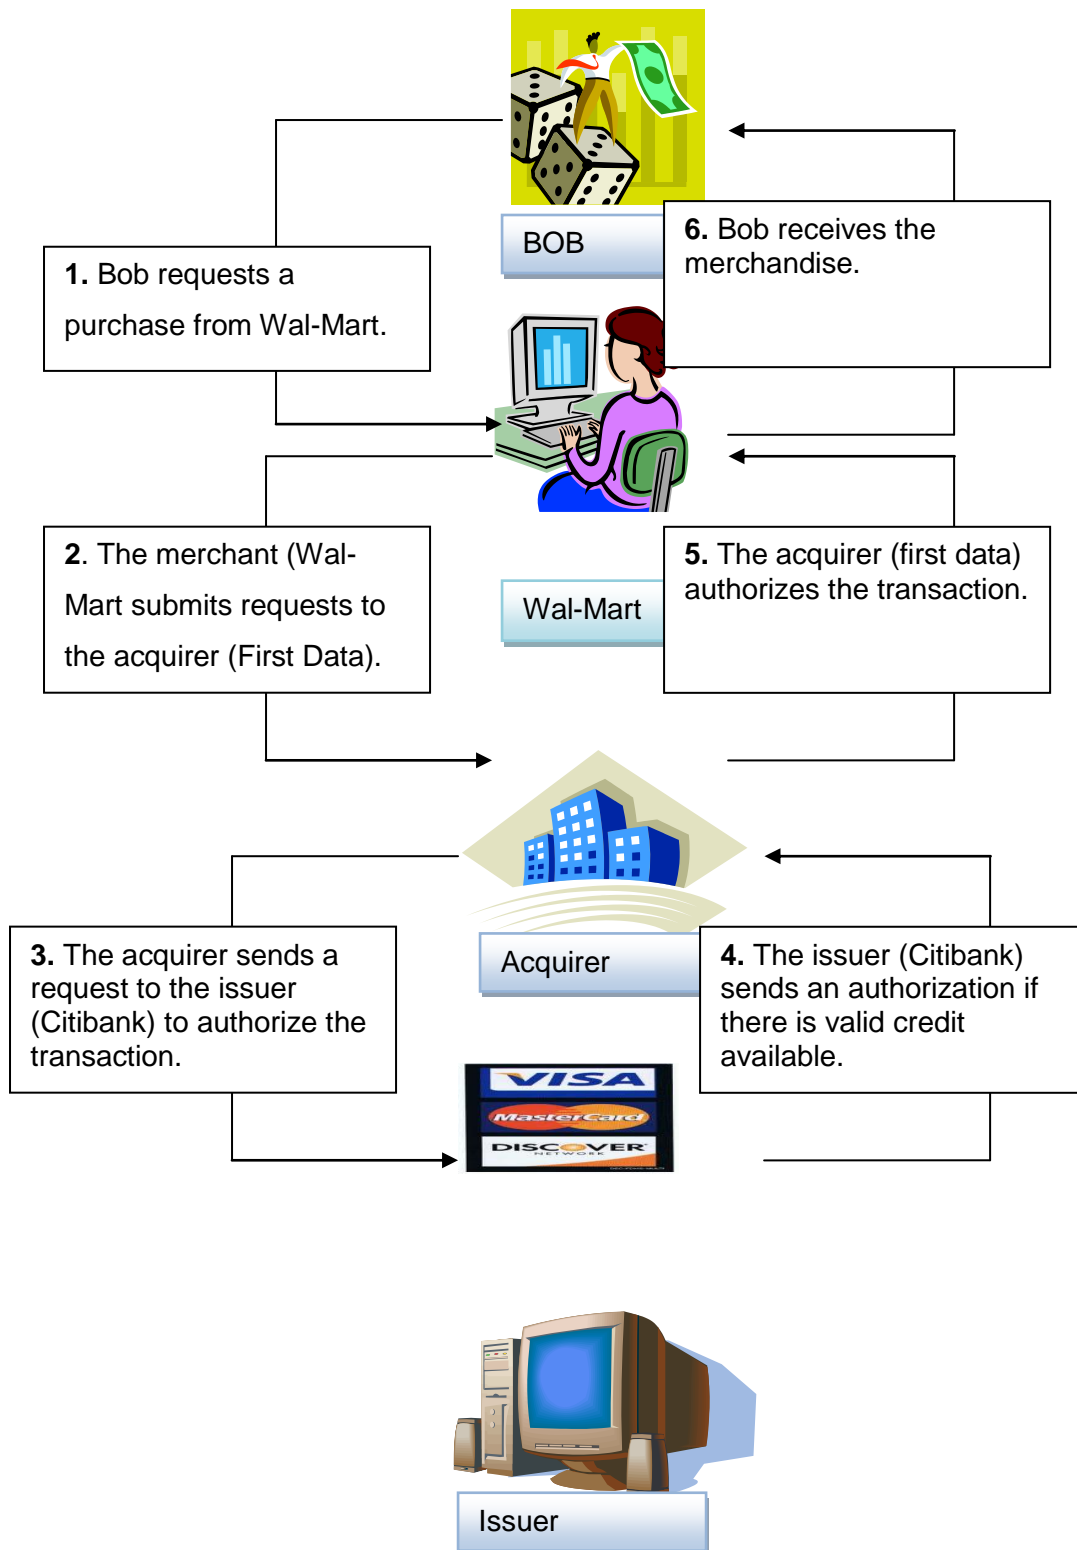 BOB
1. Bob requests a
purchase from Wal-Mart.
6. Bob receives the
merchandise.
2. The merchant (Wal-
Mart submits requests to
the acquirer (First Data).
Wal-Mart
5. The acquirer (first data)
authorizes the transaction.
Acquirer
3. The acquirer sends a
request to the issuer
(Citibank) to authorize the
transaction.
4. The issuer (Citibank)
sends an authorization if
there is valid credit
available.
VISA
MasterCard
DISCOVER
NETWORK
Issuer